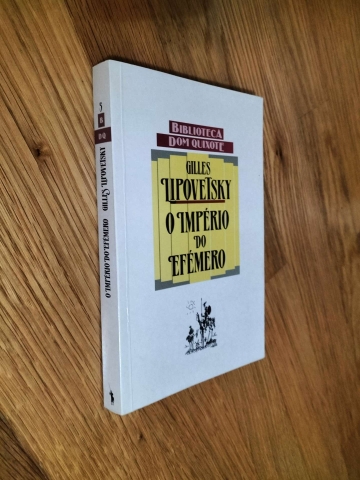 BIBLIOTECA
DOM QUIXOTE
GILLES
LIPOVETSKY
O IMPÉRIO
DO
EFÉMERO
GILLES LIPOVETSKY O IMPÉRIO DO EFÉMERO